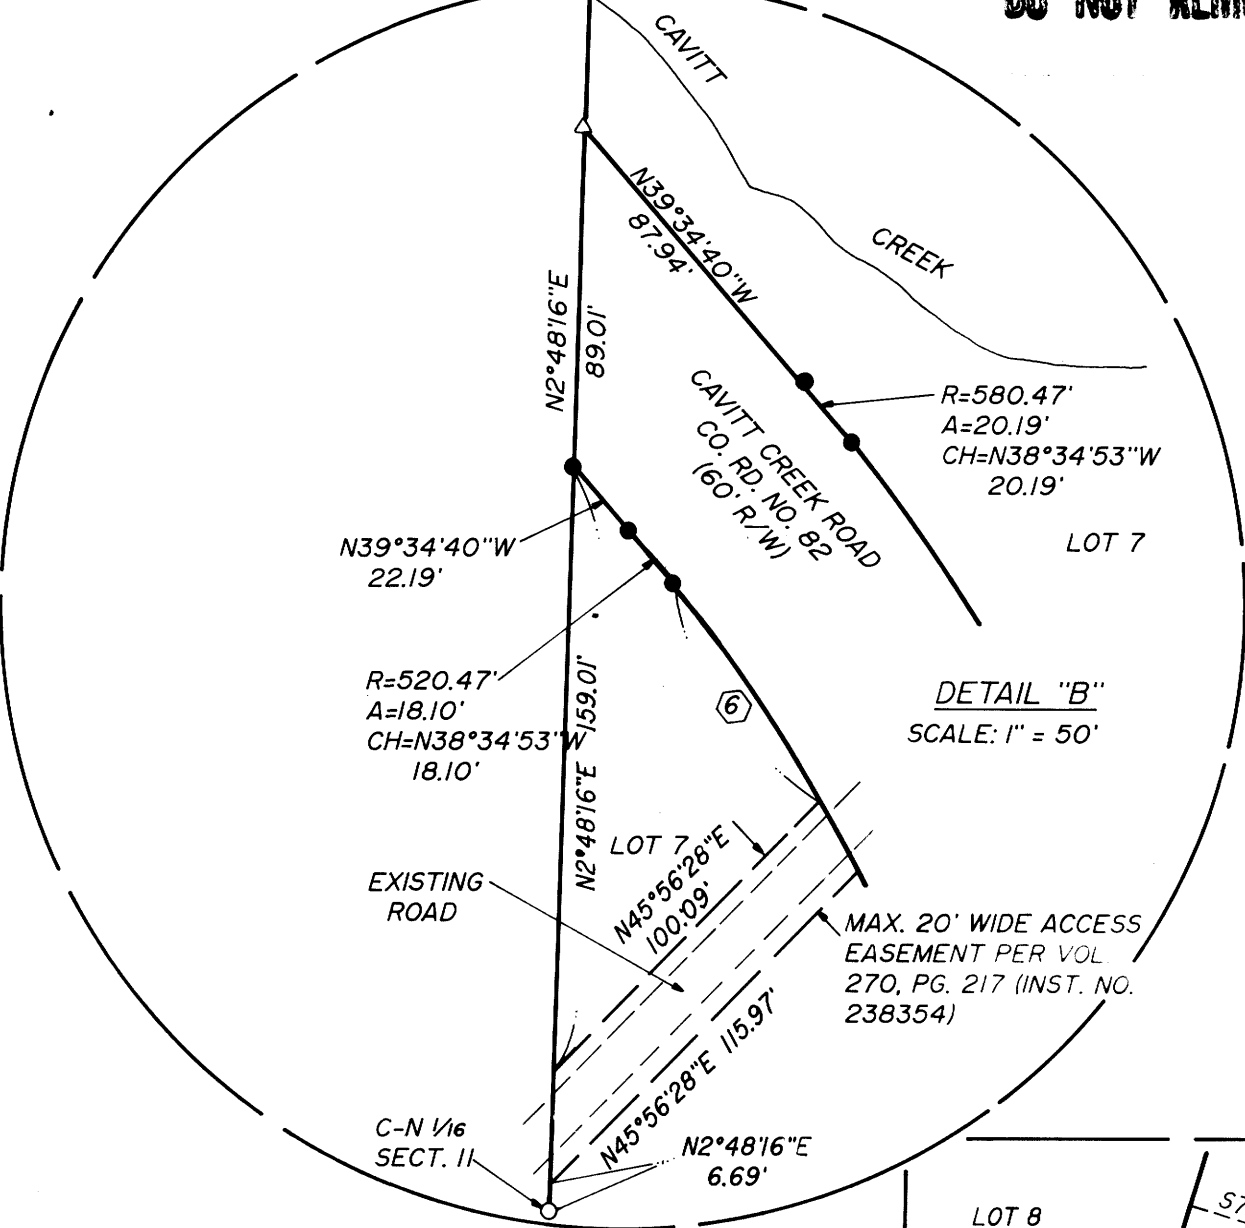 DO NOT
CAVITT
CREEK
N39°34'40"W
87.94'
N2°48'16"E
89.01'
R=580.47'
A=20.19'
CH=N38°34'53"W
20.19'
CAVITT CREEK ROAD
CO. RD. NO. 82
(60' R/W)
LOT 7
N39°34'40"W
22.19'
R=520.47'
A=18.10'
CH=N38°34'53"W
18.10'
N2°48'16"E 159.01'
6
DETAIL "B"
SCALE: 1" = 50'
LOT 7
N45°56'28"E
100.09'
EXISTING
ROAD
MAX. 20' WIDE ACCESS
EASEMENT PER VOL.
270, PG. 217 (INST. NO.
238354)
N45°56'28"E 115.97'
C-N 1/16
SECT. 11
N2°48'16"E
6.69'
LOT 8